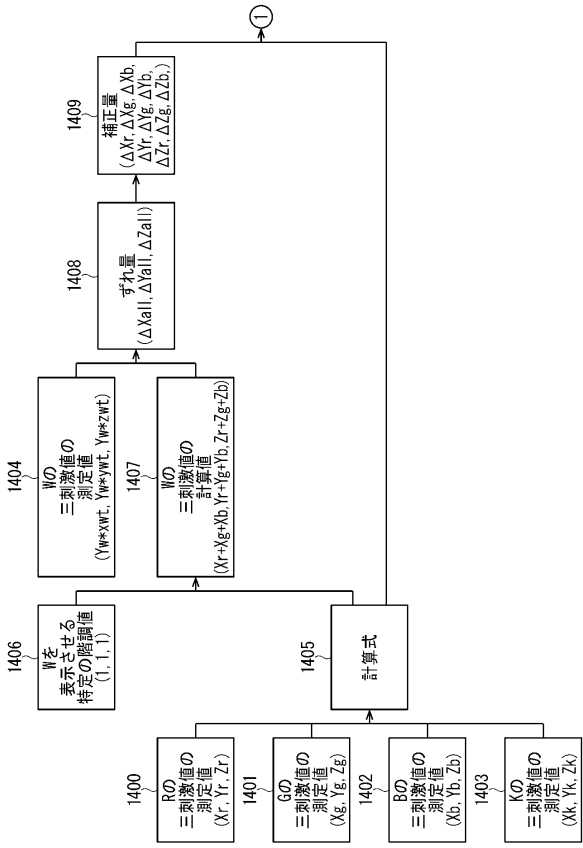 1400
Rの
三刺激値の
測定値
(Xr, Yr, Zr)
1401
Gの
三刺激値の
測定値
(Xg, Yg, Zg)
1402
Bの
三刺激値の
測定値
(Xb, Yb, Zb)
1403
Kの
三刺激値の
測定値
(Xk, Yk, Zk)
1406
Wを
表示させる
特定の階調値
(1, 1, 1)
1405
計算式
1404
Wの
三刺激値の
測定値
(Yw*xwt, Yw*ywt, Yw*zwt)
1407
Wの
三刺激値の
計算値
(Xr+Xg+Xb, Yr+Yg+Yb, Zr+Zg+Zb)
1408
ずれ量
(ΔXall, ΔYall, ΔZall)
1409
補正量
(ΔXr, ΔXg, ΔXb,
ΔYr, ΔYg, ΔYb,
ΔZr, ΔZg, ΔZb,)
1